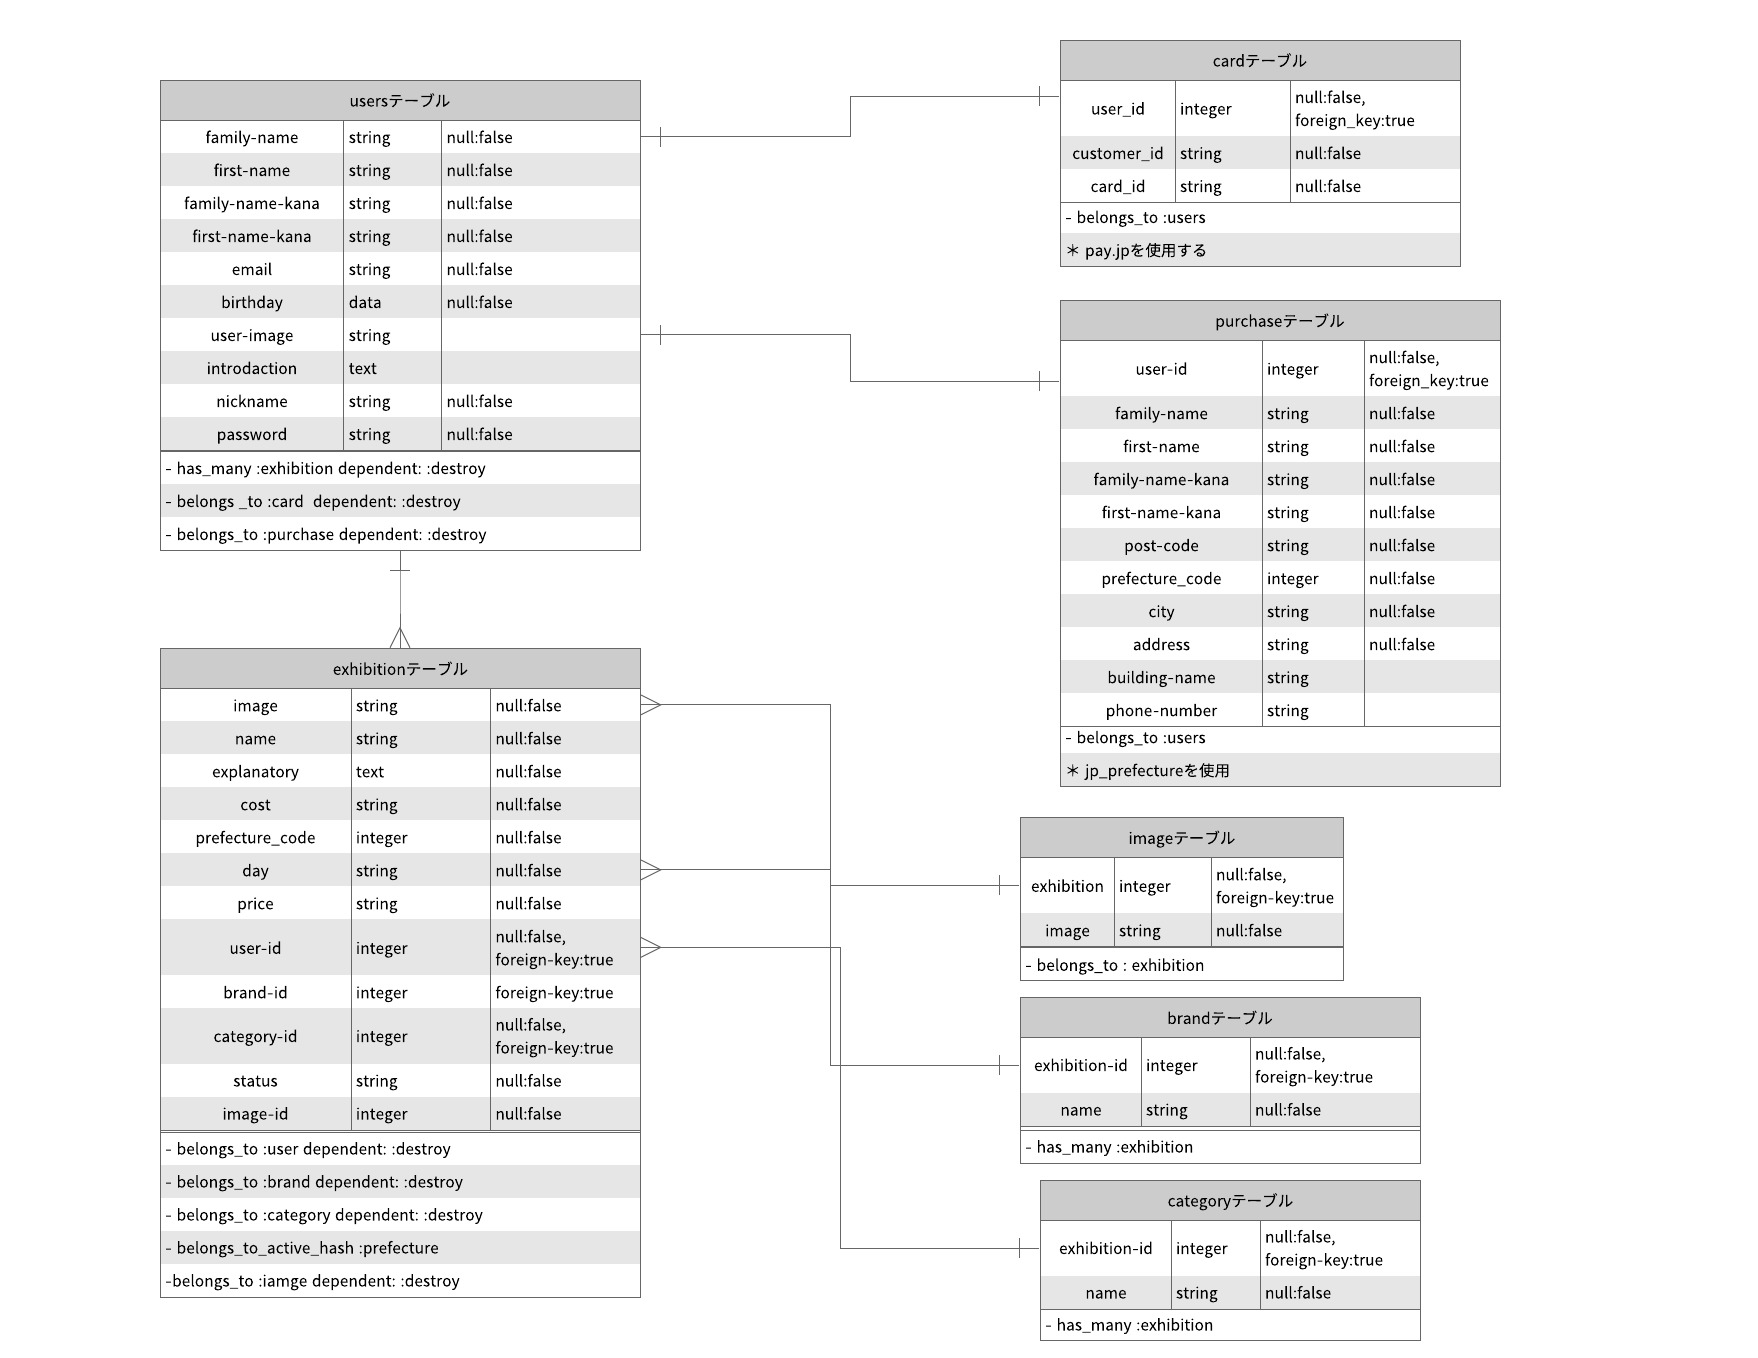 usersテーブル
family-name string null:false
first-name string null:false
family-name-kana string null:false
first-name-kana string null:false
email string null:false
birthday data null:false
user-image string
introdaction text
nickname string null:false
password string null:false
- has_many :exhibition dependent: :destroy
- belongs _to :card  dependent: :destroy
- belongs_to :purchase dependent: :destroy
cardテーブル
user_id integer null:false,
foreign_key:true
customer_id string null:false
card_id string null:false
- belongs_to :users
＊ pay.jpを使用する
purchaseテーブル
user-id integer null:false,
foreign_key:true
family-name string null:false
first-name string null:false
family-name-kana string null:false
first-name-kana string null:false
post-code string null:false
prefecture_code integer null:false
city string null:false
address string null:false
building-name string
phone-number string
- belongs_to :users
＊ jp_prefectureを使用
exhibitionテーブル
image string null:false
name string null:false
explanatory text null:false
cost string null:false
prefecture_code integer null:false
day string null:false
price string null:false
user-id integer null:false,
foreign-key:true
brand-id integer foreign-key:true
category-id integer null:false,
foreign-key:true
status string null:false
image-id integer null:false
- belongs_to :user dependent: :destroy
- belongs_to :brand dependent: :destroy
- belongs_to :category dependent: :destroy
- belongs_to_active_hash :prefecture
-belongs_to :iamge dependent: :destroy
imageテーブル
exhibition integer null:false,
foreign-key:true
image string null:false
- belongs_to : exhibition
brandテーブル
exhibition-id integer null:false,
foreign-key:true
name string null:false
- has_many :exhibition
categoryテーブル
exhibition-id integer null:false,
foreign-key:true
name string null:false
- has_many :exhibition